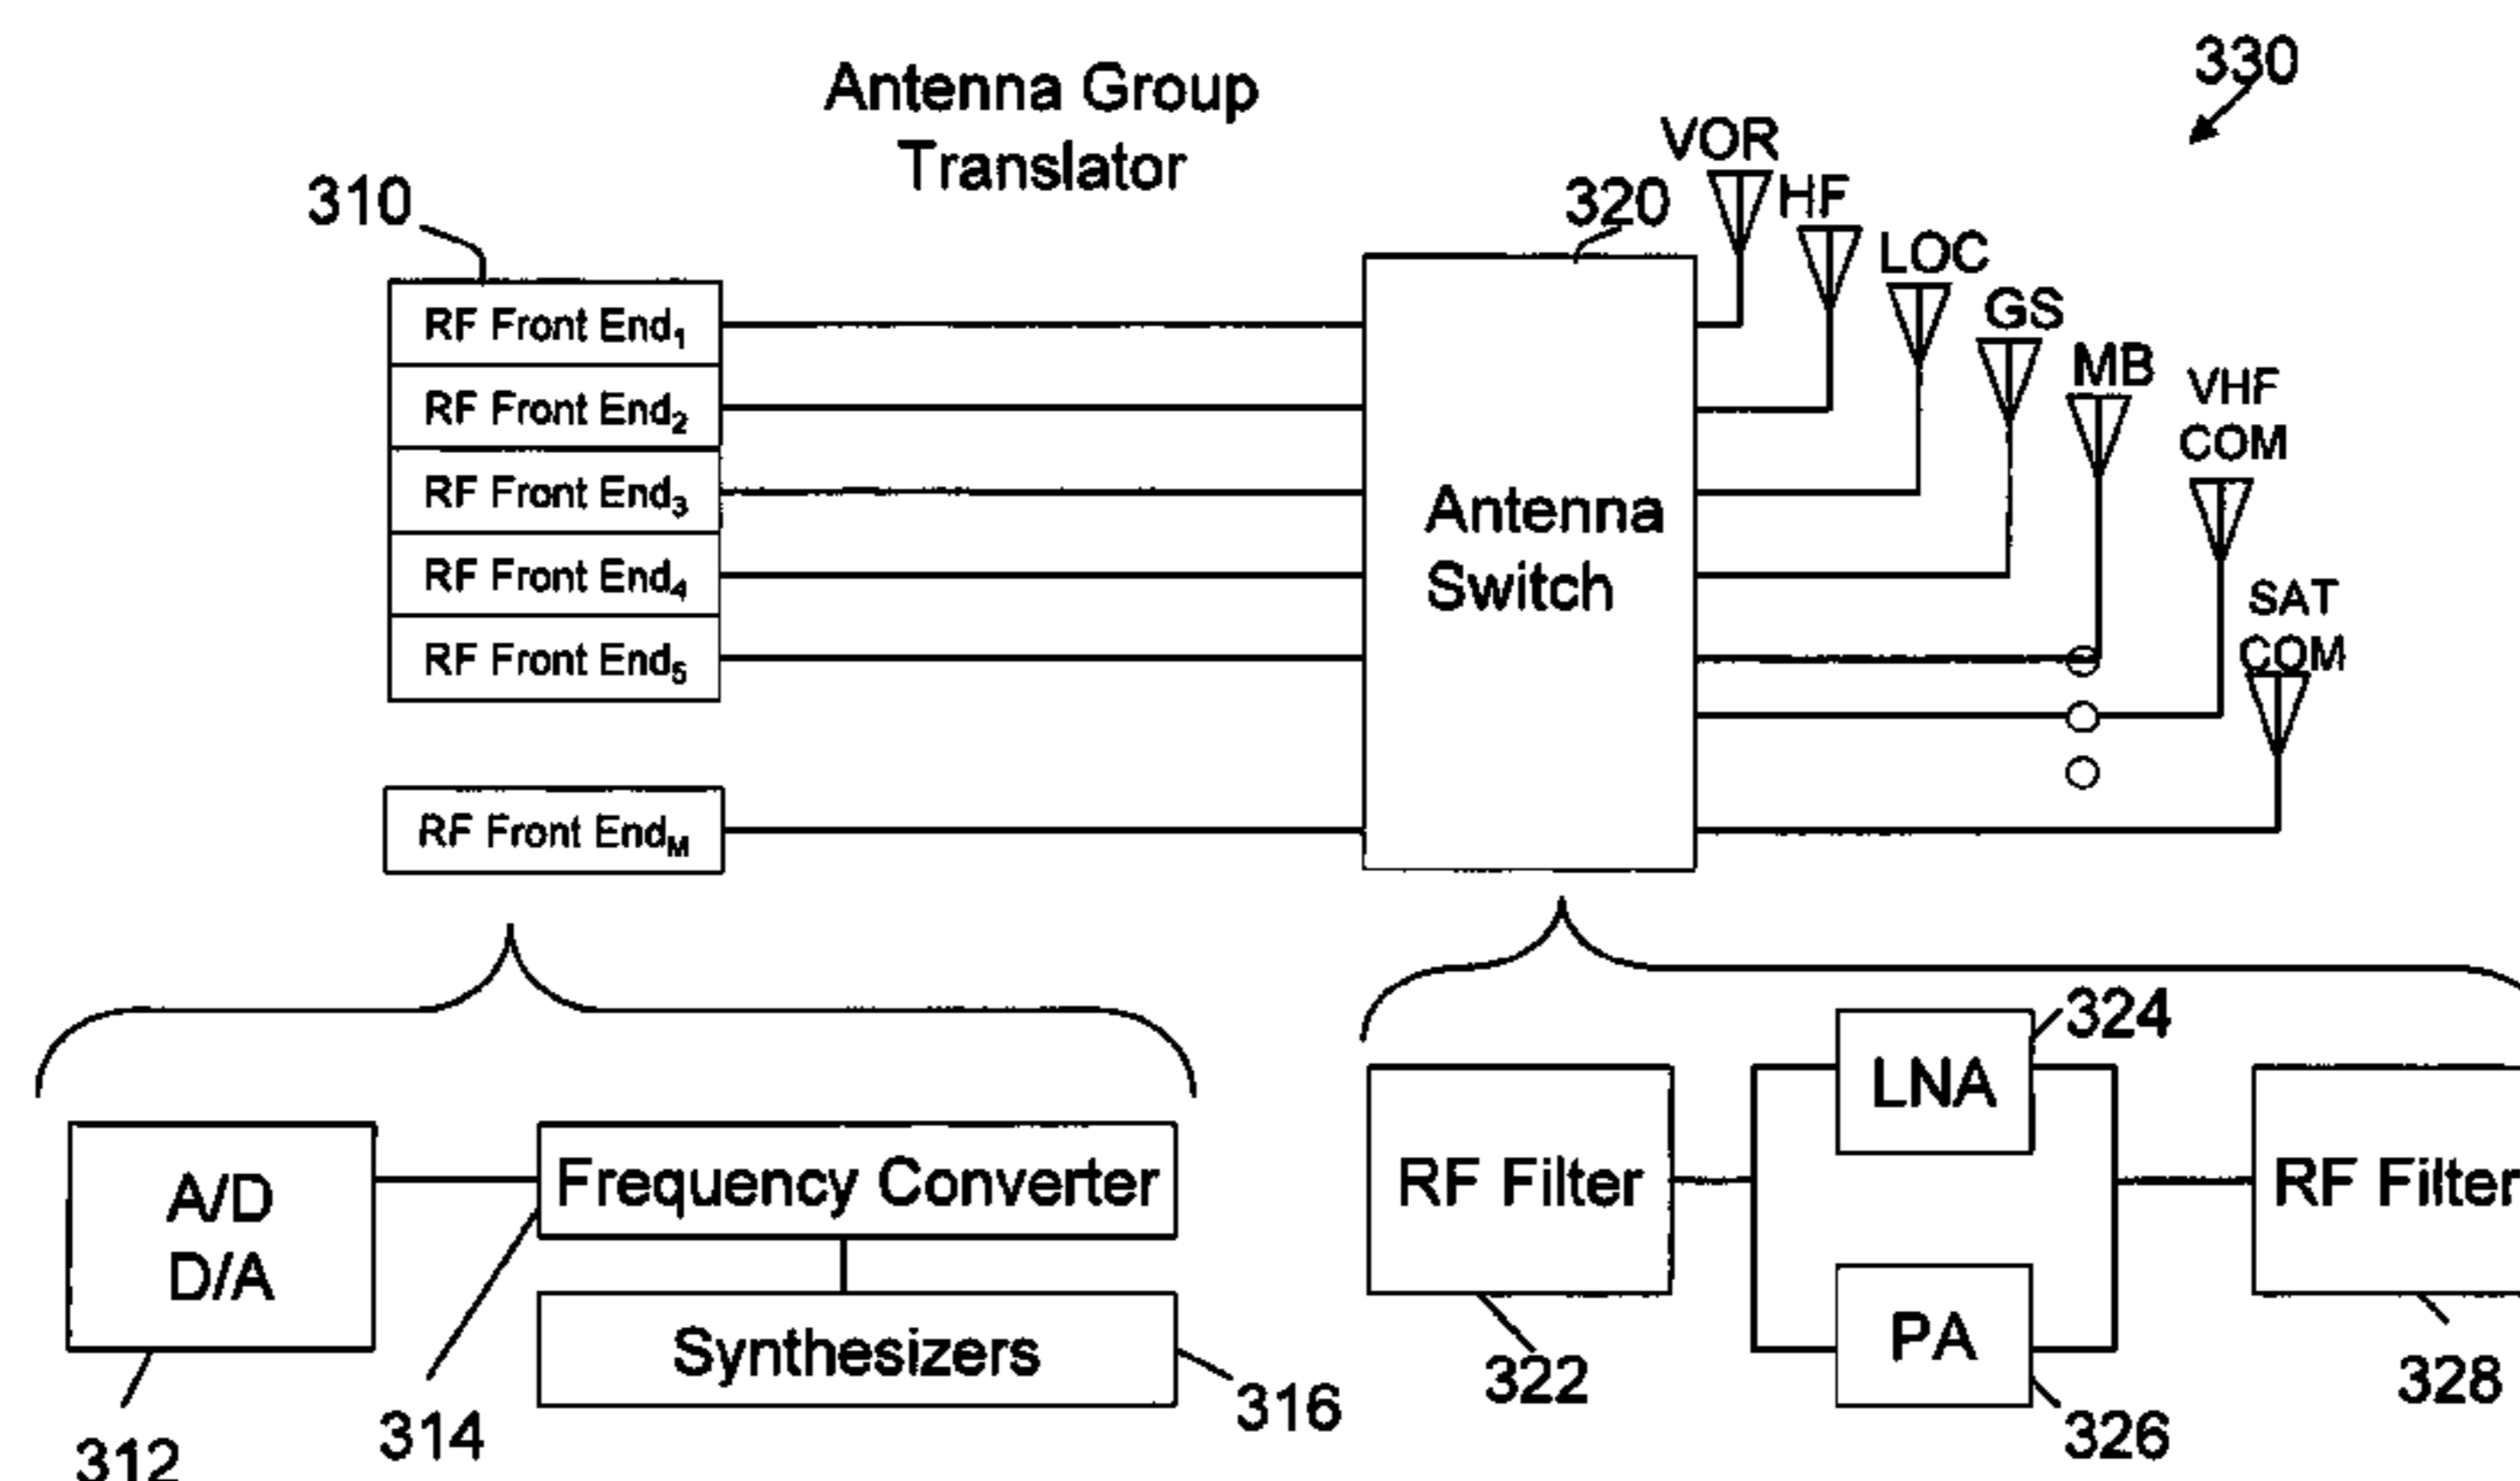 Antenna Group
Translator
330
310
320
VOR
HF
LOC
GS
MB
VHF
COM
SAT
COM
RF Front End1
RF Front End2
RF Front End3
RF Front End4
RF Front End5
RF Front EndM
Antenna
Switch
A/D
D/A
312
Frequency Converter
314
Synthesizers
316
RF Filter
322
LNA
324
PA
326
RF Filter
328